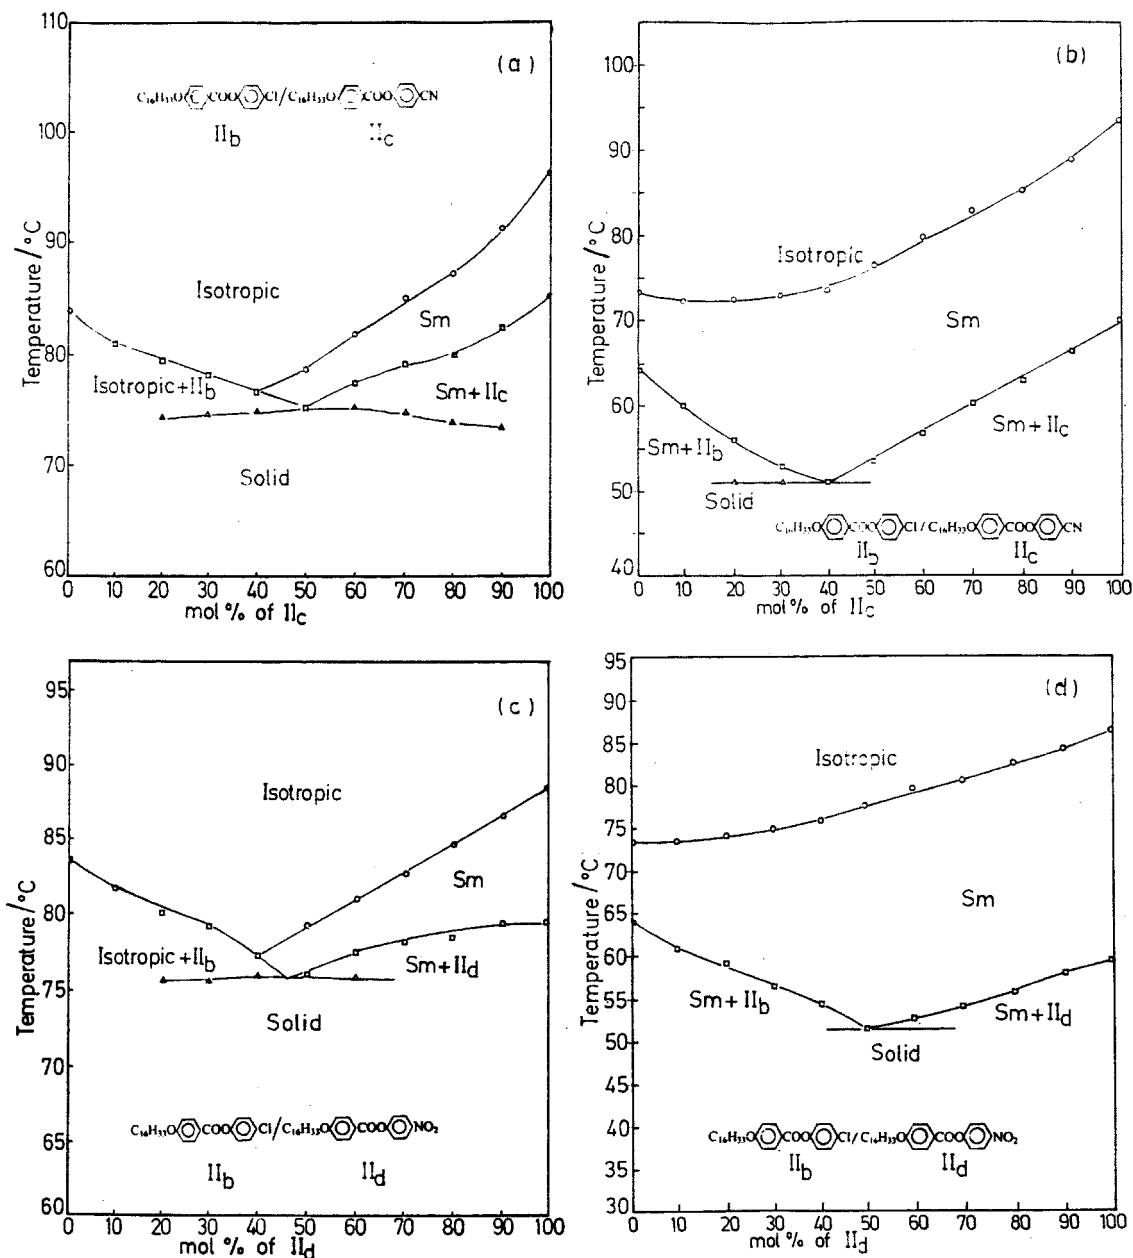 (a)
110
100
90
80
70
60
Temperature/°C
C₁₆H₃₃O COO Cl/C₁₆H₃₃O COO CN
II_b II_c
Isotropic
Sm
Isotropic+II_b
Sm+II_c
Solid
0 10 20 30 40 50 60 70 80 90 100
mol % of II_c
(b)
100
90
80
70
60
50
40
Temperature/°C
Isotropic
Sm
Sm+II_b
Sm+II_c
Solid
C₁₆H₃₃O COO Cl/C₁₆H₃₃O COO CN
II_b II_c
0 10 20 30 40 50 60 70 80 90 100
mol % of II_c
(c)
95
90
85
80
75
70
65
60
Temperature/°C
Isotropic
Sm
Isotropic+II_b
Sm+II_d
Solid
C₁₆H₃₃O COO Cl/C₁₆H₃₃O COO NO₂
II_b II_d
0 10 20 30 40 50 60 70 80 90 100
mol % of II_d
(d)
95
90
85
80
75
70
65
60
55
50
45
40
35
30
Temperature/°C
Isotropic
Sm
Sm+II_b
Sm+II_d
Solid
C₁₆H₃₃O COO Cl/C₁₆H₃₃O COO NO₂
II_b II_d
0 10 20 30 40 50 60 70 80 90 100
mol % of II_d